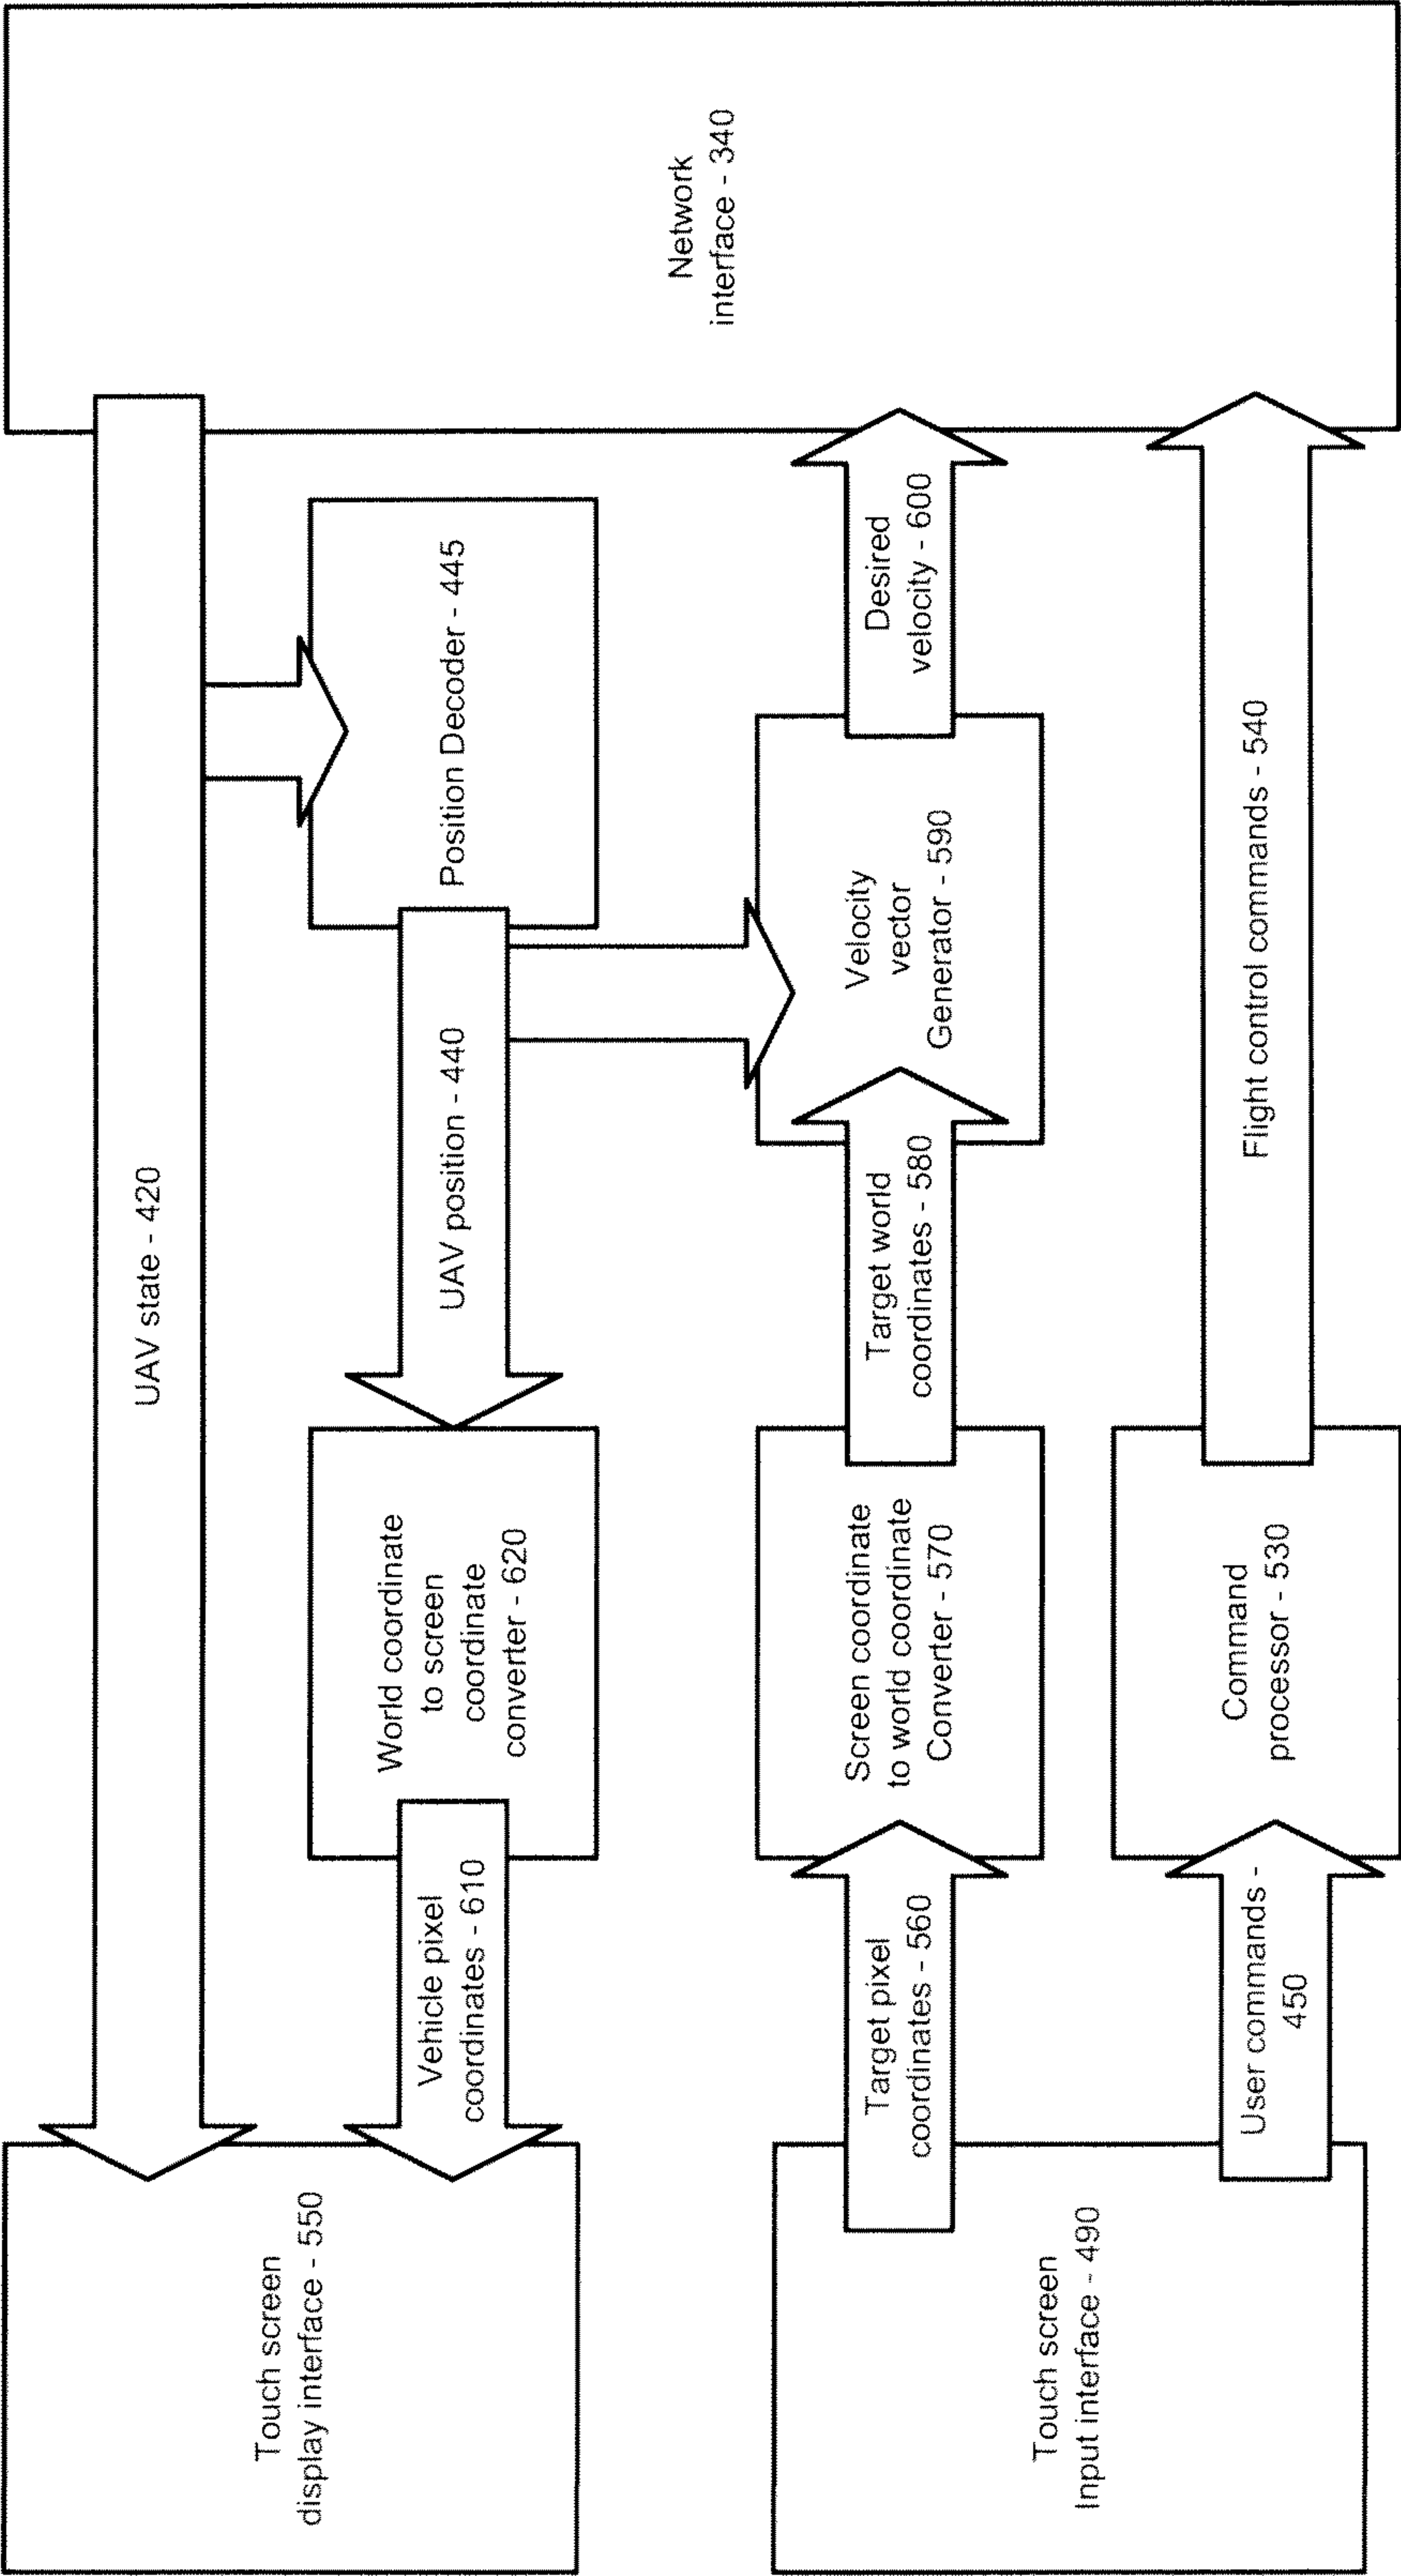 UAV state - 420
Touch screen
display interface - 550
Vehicle pixel
coordinates - 610
World coordinate
to screen
coordinate
converter - 620
UAV position - 440
Position Decoder - 445
Network
interface - 340
Touch screen
Input interface - 490
Target pixel
coordinates - 560
Screen coordinate
to world coordinate
Converter - 570
Target world
coordinates - 580
Velocity
vector
Generator - 590
Desired
velocity - 600
User commands -
450
Command
processor - 530
Flight control commands - 540